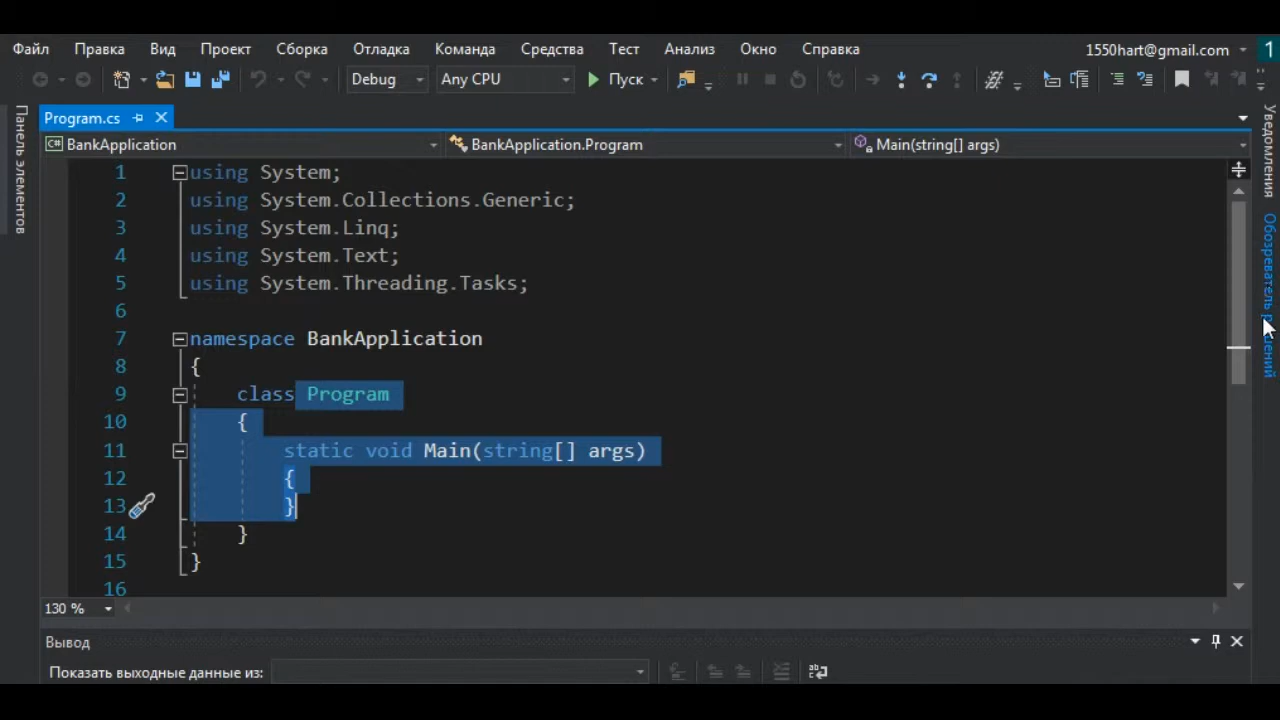 Файл Правка Вид Проект Сборка Отладка Команда Средства Тест Анализ Окно Справка 1550hart@gmail.com 1
Debug Any CPU Пуск
Панель элементов
Program.cs
BankApplication BankApplication.Program Main(string[] args)
Уведомления
Обозреватель решений
1 using System;
2 using System.Collections.Generic;
3 using System.Linq;
4 using System.Text;
5 using System.Threading.Tasks;
6
7 namespace BankApplication
8 {
9 class Program
10 {
11 static void Main(string[] args)
12 {
13 }
14 }
15 }
16
130 %
Вывод
Показать выходные данные из: